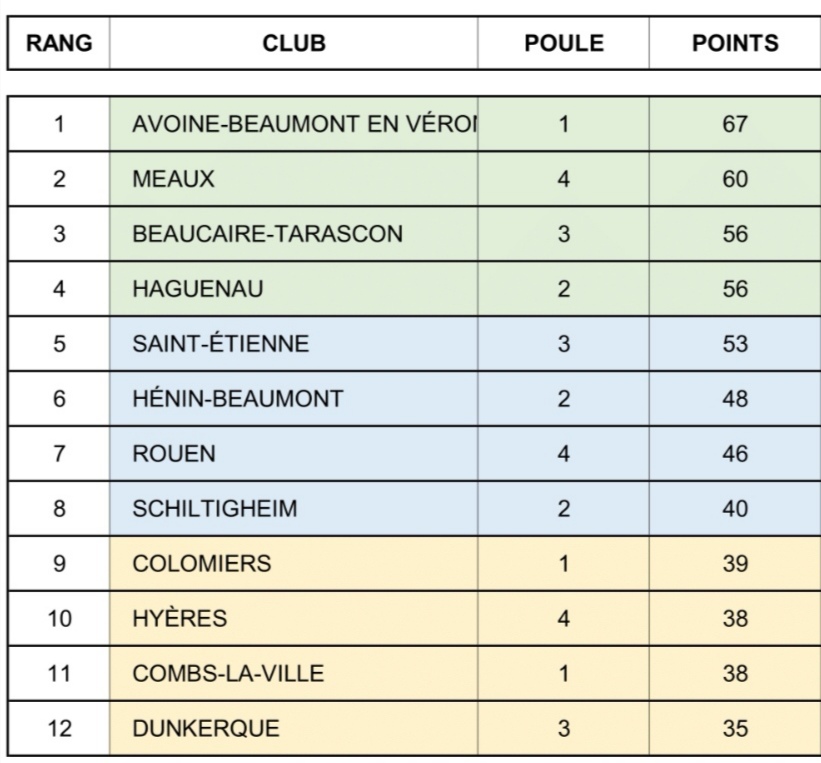 RANG CLUB POULE POINTS
1 AVOINE-BEAUMONT EN 1 67
2 MEAUX 4 60
3 BEAUCAIRE-TARASCON 3 56
4 HAGUENAU 2 56
5 SAINT-ÉTIENNE 3 53
6 HÉNIN-BEAUMONT 2 48
7 ROUEN 4 46
8 SCHILTIGHEIM 2 40
9 COLOMIERS 1 39
10 HYÈRES 4 38
11 COMBS-LA-VILLE 1 38
12 DUNKERQUE 3 35